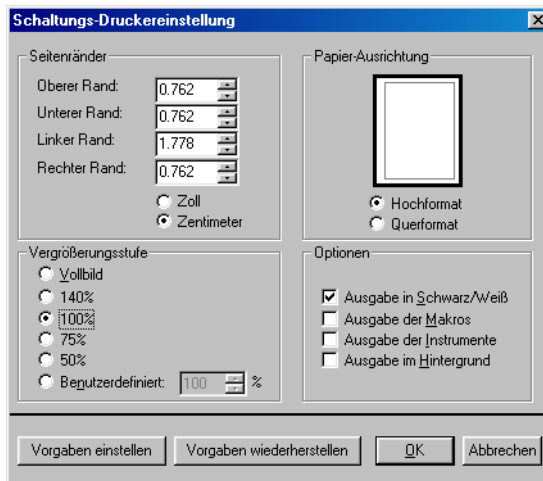 Schaltungs-Druckereinstellung
Seitenränder
Oberer Rand: 0.762
Unterer Rand: 0.762
Linker Rand: 1.778
Rechter Rand: 0.762
Zoll
Zentimeter
Papier-Ausrichtung
Hochformat
Querformat
Vergrößerungsstufe
Vollbild
140%
100%
75%
50%
Benutzerdefiniert: 100 %
Optionen
Ausgabe in Schwarz/Weiß
Ausgabe der Makros
Ausgabe der Instrumente
Ausgabe im Hintergrund
Vorgaben einstellen Vorgaben wiederherstellen OK Abbrechen